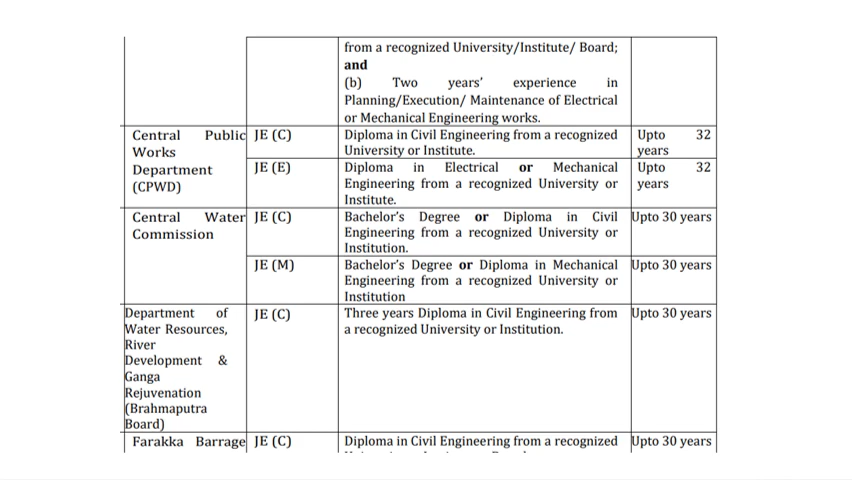 from a recognized University/Institute/ Board;
and
(b) Two years' experience in
Planning/Execution/ Maintenance of Electrical
or Mechanical Engineering works.
Central Public
Works
Department
(CPWD)
JE (C)
Diploma in Civil Engineering from a recognized
University or Institute.
Upto 32
years
JE (E)
Diploma in Electrical or Mechanical
Engineering from a recognized University or
Institute.
Upto 32
years
Central Water
Commission
JE (C)
Bachelor's Degree or Diploma in Civil
Engineering from a recognized University or
Institution.
Upto 30 years
JE (M)
Bachelor's Degree or Diploma in Mechanical
Engineering from a recognized University or
Institution
Upto 30 years
Department of
Water Resources,
River
Development &
Ganga
Rejuvenation
(Brahmaputra
Board)
JE (C)
Three years Diploma in Civil Engineering from
a recognized University or Institution.
Upto 30 years
Farakka Barrage
JE (C)
Diploma in Civil Engineering from a recognized
Upto 30 years